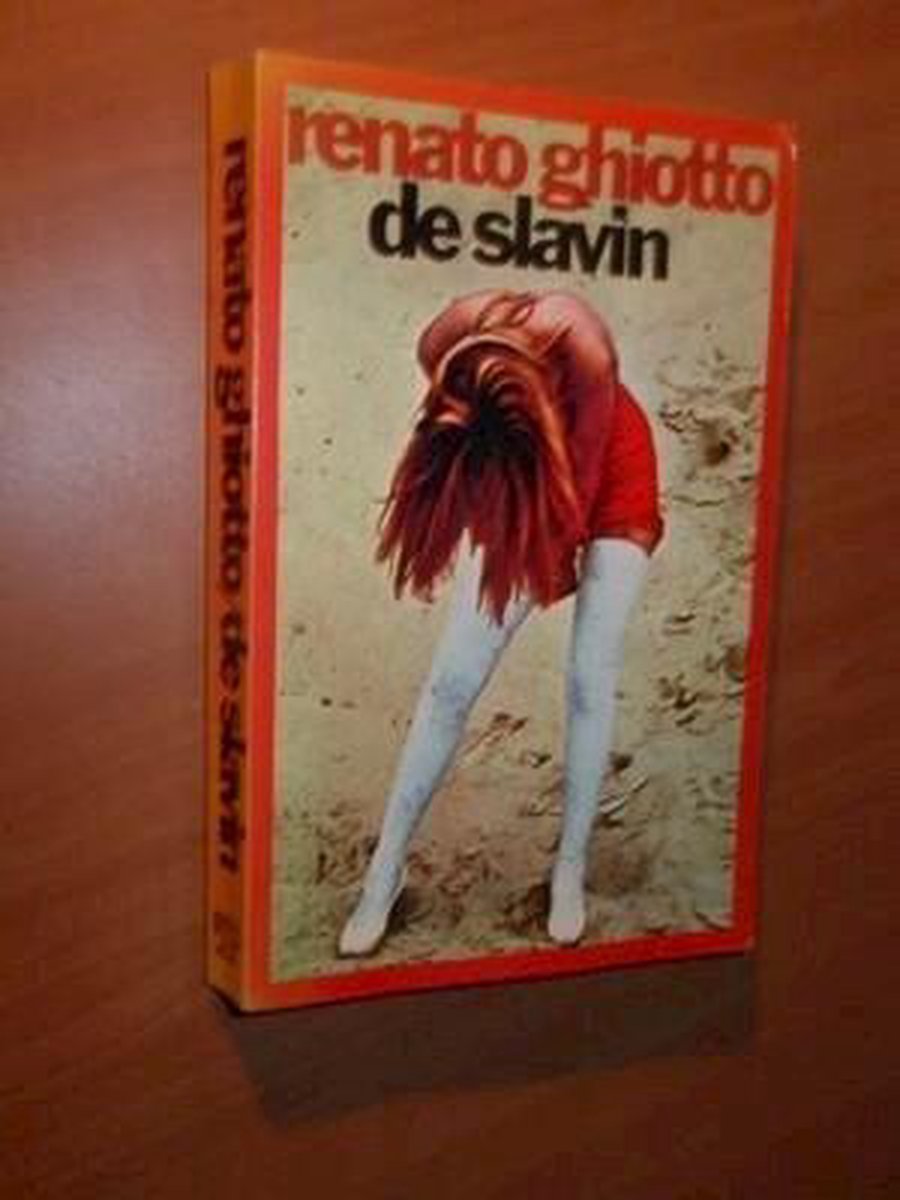 renato ghiotto
de slavin
renato ghiotto de slavin